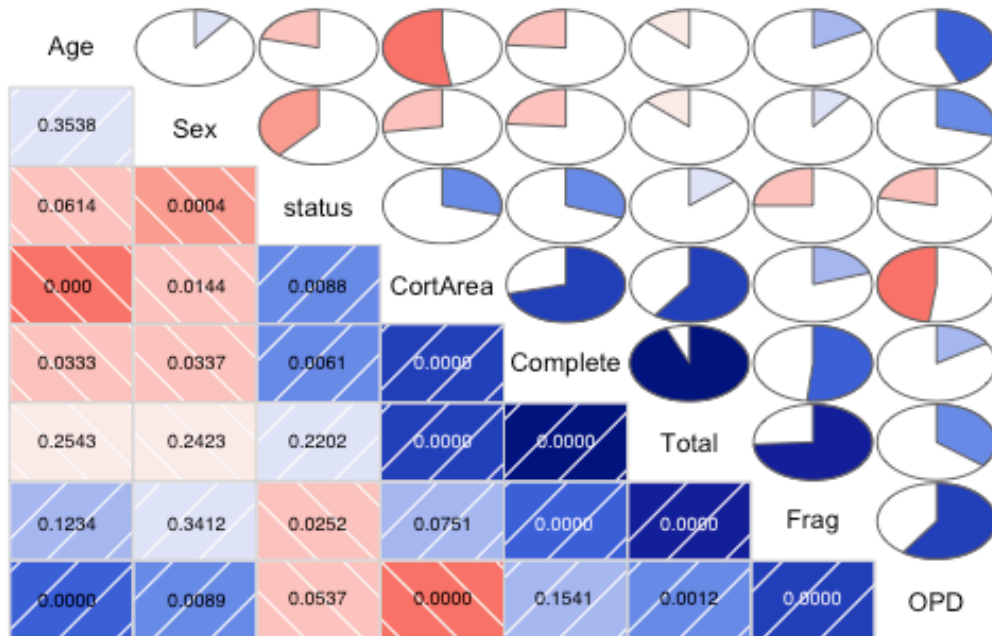 Age
0.3538 Sex
0.0614 0.0004 status
0.000 0.0144 0.0088 CortArea
0.0333 0.0337 0.0061 0.0000 Complete
0.2543 0.2423 0.2202 0.0000 0.0000 Total
0.1234 0.3412 0.0252 0.0751 0.0000 0.0000 Frag
0.0000 0.0089 0.0537 0.0000 0.1541 0.0012 0.0000 OPD